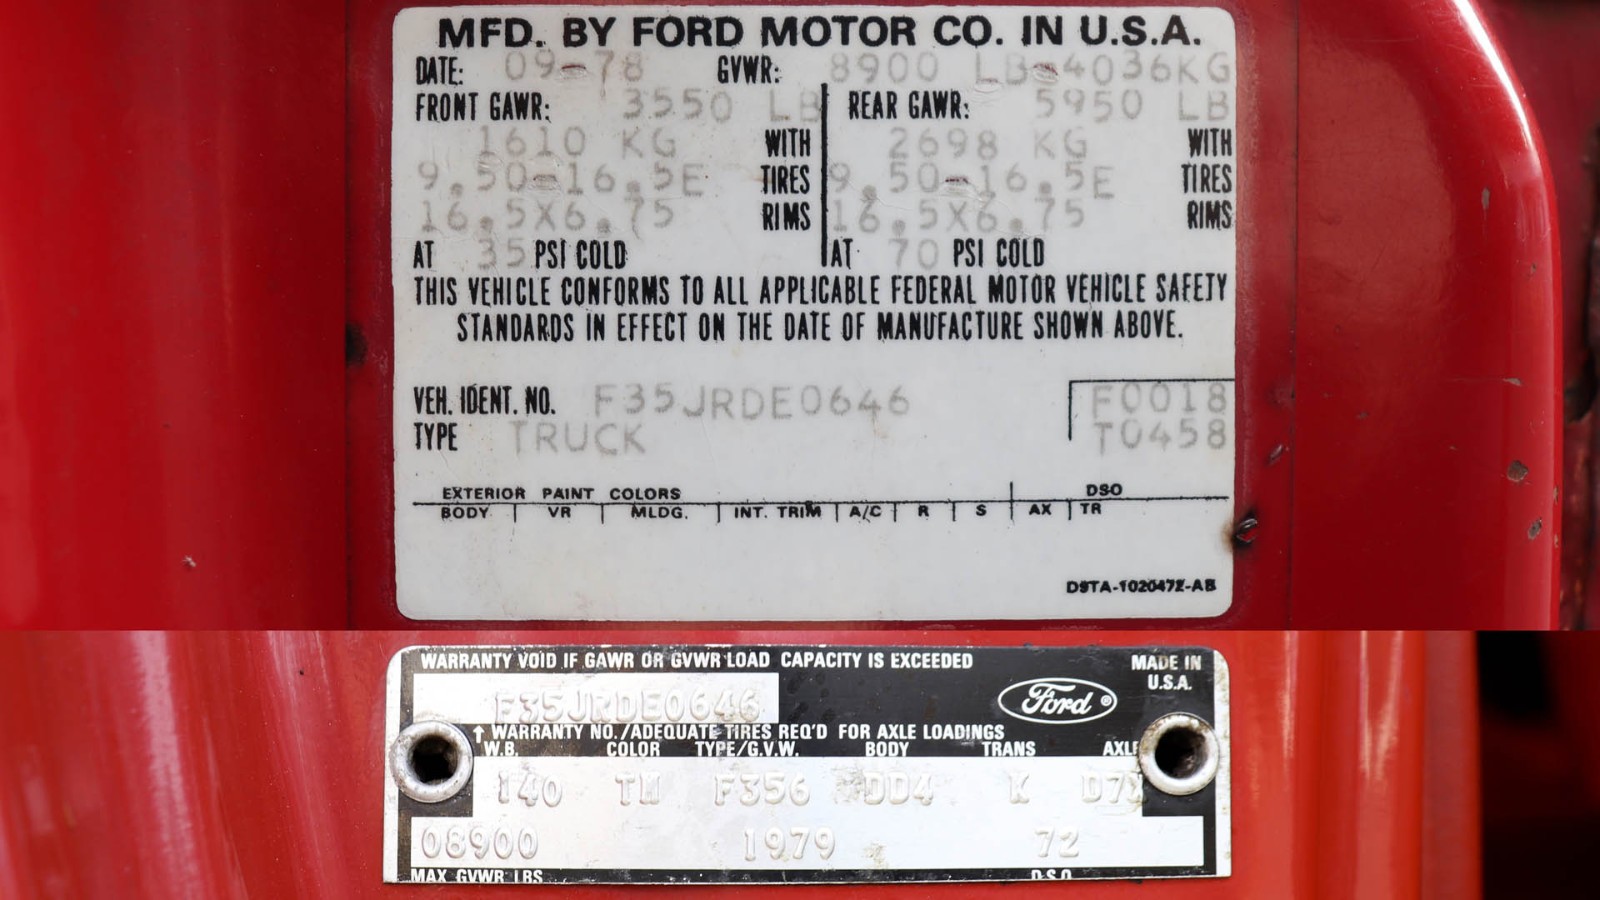 MFD. BY FORD MOTOR CO. IN U.S.A.
DATE: 09-78 GVWR: 8900 LB-4036KG
FRONT GAWR: 3550 LB REAR GAWR: 5950 LB
1610 KG WITH 2698 KG WITH
9.50-16.5E TIRES 9.50-16.5E TIRES
16.5X6.75 RIMS 16.5X6.75 RIMS
AT 35 PSI COLD AT 70 PSI COLD
THIS VEHICLE CONFORMS TO ALL APPLICABLE FEDERAL MOTOR VEHICLE SAFETY
STANDARDS IN EFFECT ON THE DATE OF MANUFACTURE SHOWN ABOVE.
VEH. IDENT. NO. F35JRDE0646 F0018
TYPE TRUCK T0458
EXTERIOR PAINT COLORS DSO
BODY VR MLDG. INT. TRIM A/C R S AX TR
D9TA-1020472-AB
WARRANTY VOID IF GAWR OR GVWR LOAD CAPACITY IS EXCEEDED MADE IN
U.S.A.
F35JRDE0646 Ford ®
↑ WARRANTY NO./ADEQUATE TIRES REQ'D FOR AXLE LOADINGS
W.B. COLOR TYPE/G.V.W. BODY TRANS AXLE
140 TM F356 DD4 K D7
08900 1979 72
MAX GVWR LBS D.S.O.